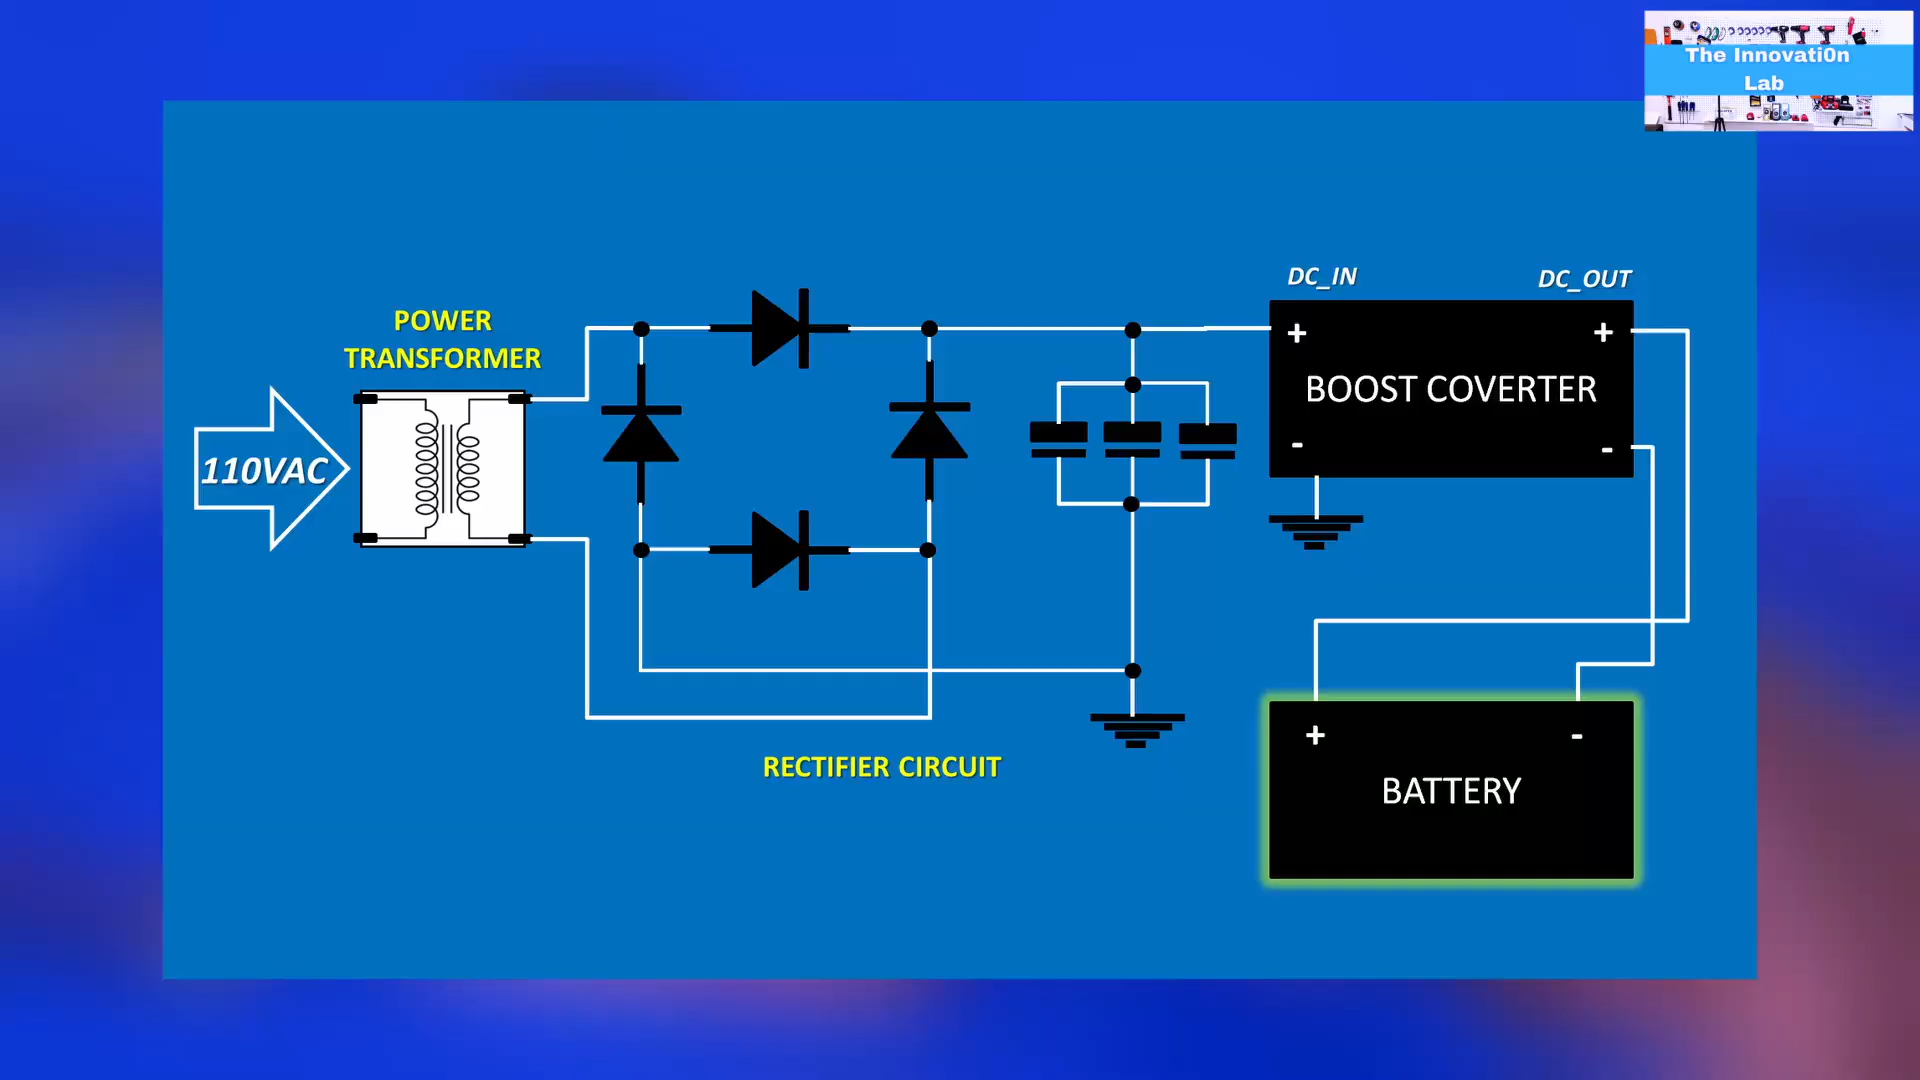 The Innovati0n
Lab
DC_IN
DC_OUT
POWER
TRANSFORMER
+
+
BOOST COVERTER
-
-
110VAC
RECTIFIER CIRCUIT
+
-
BATTERY